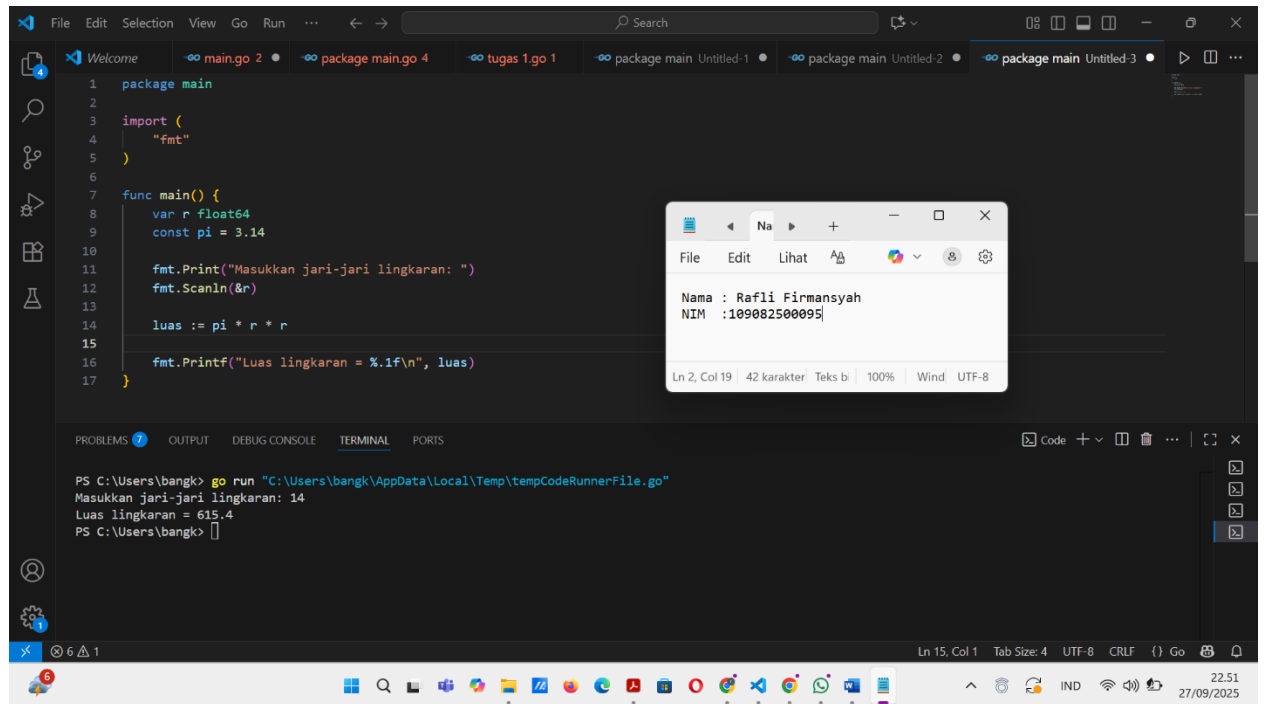 File Edit Selection View Go Run ··· Search
Welcome main.go 2 package main.go 4 tugas 1.go 1 package main Untitled-1 package main Untitled-2 package main Untitled-3
1 package main
2
3 import (
4 "fmt"
5 )
6
7 func main() {
8 var r float64
9 const pi = 3.14
10
11 fmt.Print("Masukkan jari-jari lingkaran: ")
12 fmt.Scanln(&r)
13
14 luas := pi * r * r
15
16 fmt.Printf("Luas lingkaran = %.1f\n", luas)
17 }
4
Na
File Edit Lihat
Nama : Rafli Firmansyah
NIM :109082500095
Ln 2, Col 19 42 karakter Teks bi 100% Wind UTF-8
PROBLEMS 7 OUTPUT DEBUG CONSOLE TERMINAL PORTS Code
PS C:\Users\bangk> go run "C:\Users\bangk\AppData\Local\Temp\tempCodeRunnerFile.go"
Masukkan jari-jari lingkaran: 14
Luas lingkaran = 615.4
PS C:\Users\bangk>
1
6 1 Ln 15, Col 1 Tab Size: 4 UTF-8 CRLF {} Go
6 IND 22.51
27/09/2025